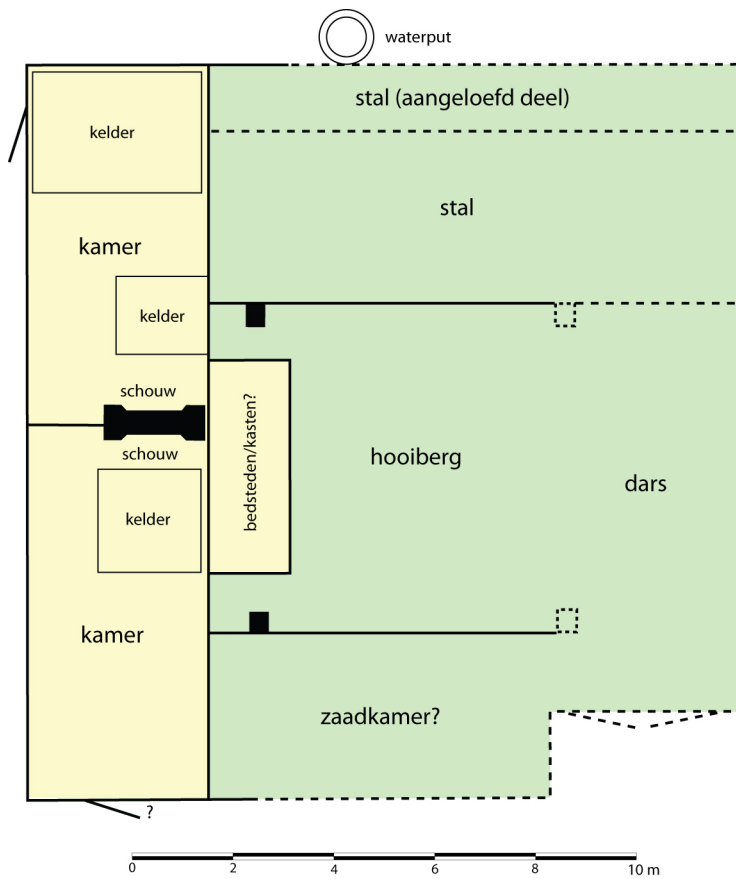 waterput
stal (aangeloefd deel)
kelder
stal
kamer
kelder
schouw
bedsteden/kasten?
schouw
hooiberg
dars
kelder
kamer
zaadkamer?
?
0 2 4 6 8 10 m